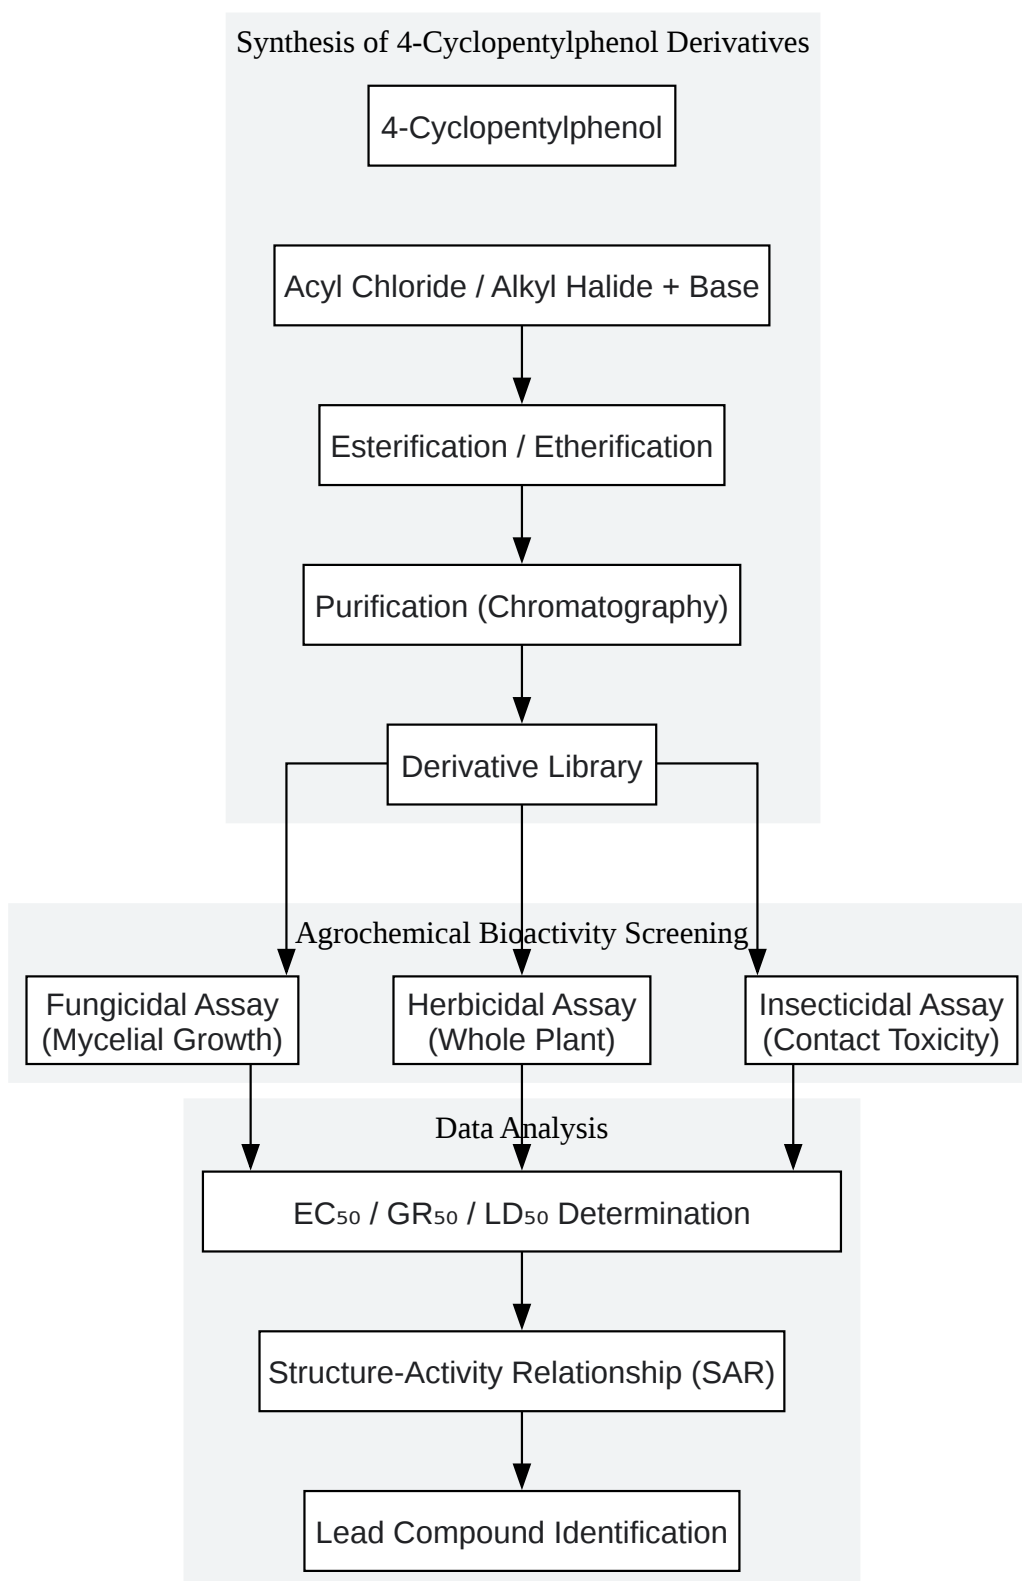 Synthesis of 4-Cyclopentylphenol Derivatives
4-Cyclopentylphenol
Acyl Chloride / Alkyl Halide + Base
Esterification / Etherification
Purification (Chromatography)
Derivative Library
Agrochemical Bioactivity Screening
Fungicidal Assay
(Mycelial Growth)
Herbicidal Assay
(Whole Plant)
Insecticidal Assay
(Contact Toxicity)
Data Analysis
EC₅₀ / GR₅₀ / LD₅₀ Determination
Structure-Activity Relationship (SAR)
Lead Compound Identification